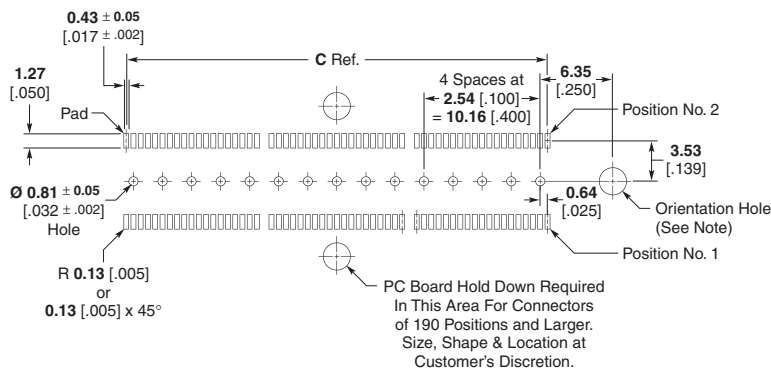 0.43 ± 0.05
[.017 ± .002]
C Ref.
1.27
[.050]
Pad
4 Spaces at
2.54 [.100]
= 10.16 [.400]
6.35
[.250]
Position No. 2
3.53
[.139]
Ø 0.81 ± 0.05
[.032 ± .002]
Hole
0.64
[.025]
Orientation Hole
(See Note)
Position No. 1
R 0.13 [.005]
or
0.13 [.005] x 45°
PC Board Hold Down Required
In This Area For Connectors
of 190 Positions and Larger.
Size, Shape & Location at
Customer's Discretion.